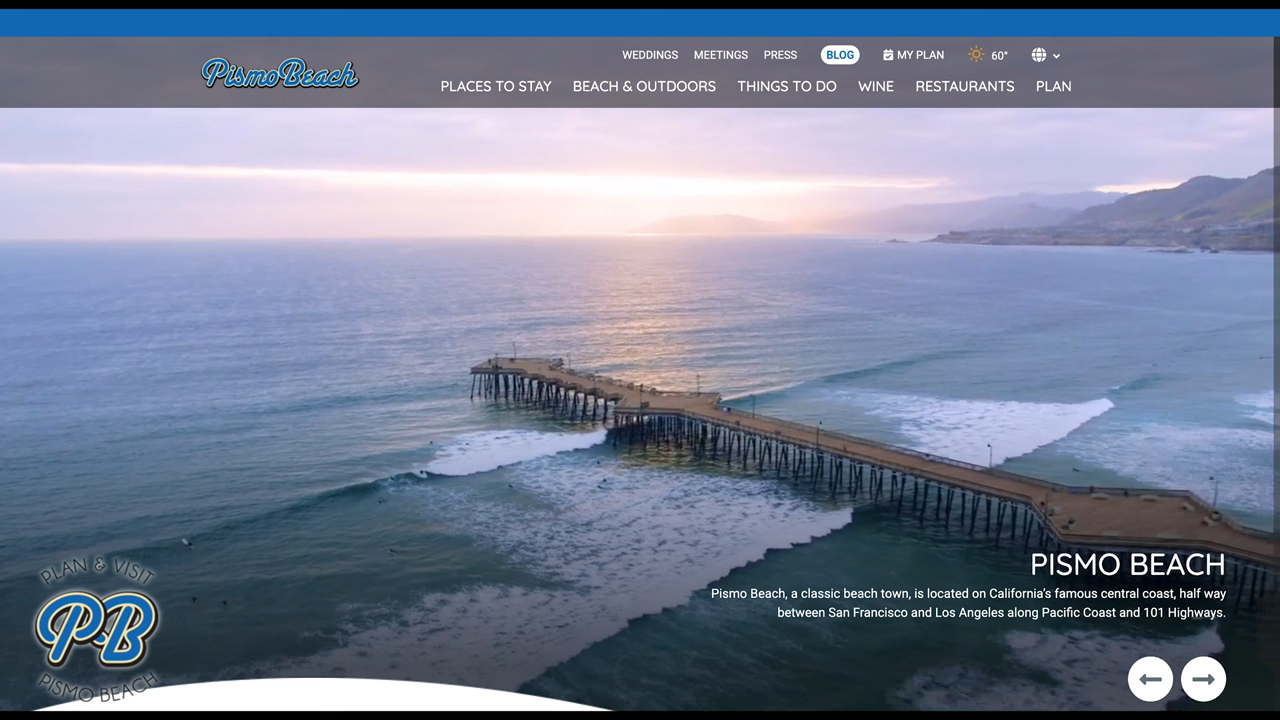 WEDDINGS MEETINGS PRESS BLOG MY PLAN 60°
PismoBeach
PLACES TO STAY BEACH & OUTDOORS THINGS TO DO WINE RESTAURANTS PLAN
PISMO BEACH
Pismo Beach, a classic beach town, is located on California's famous central coast, half way
between San Francisco and Los Angeles along Pacific Coast and 101 Highways.
PLAN & VISIT
PB
PISMO BEACH